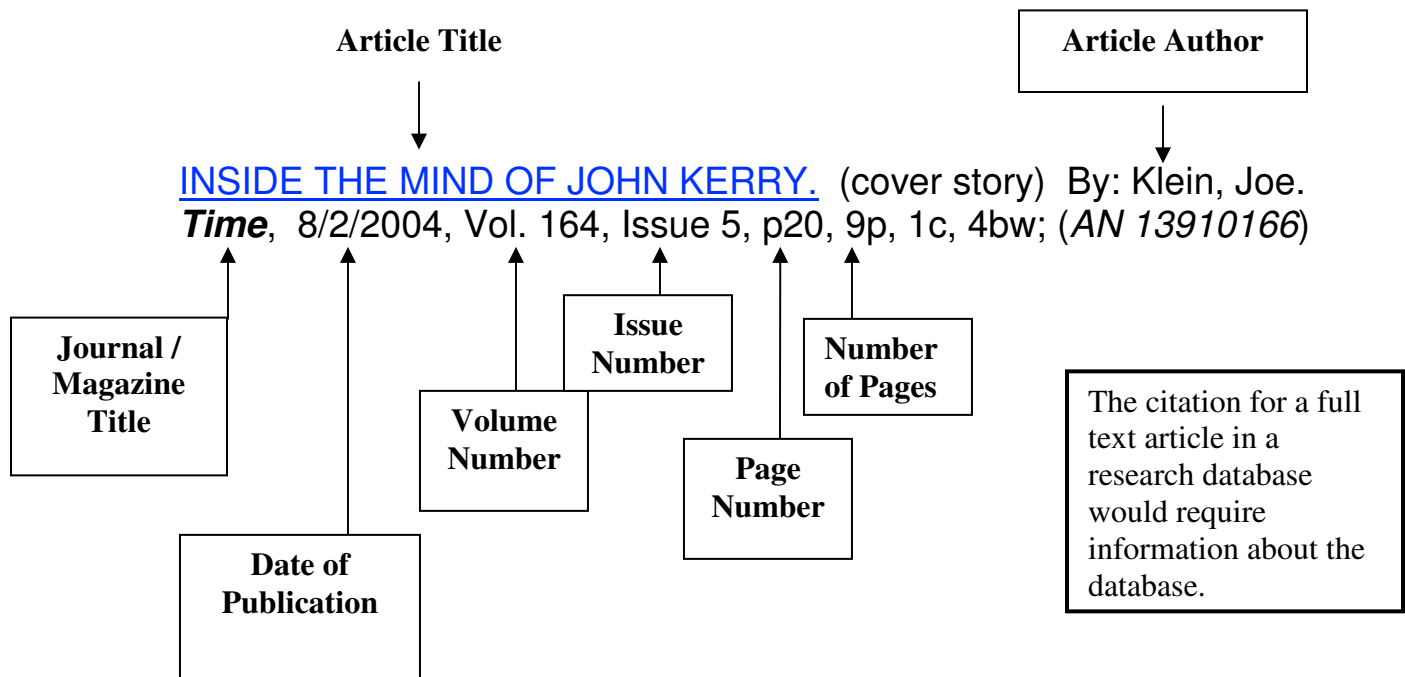 Article Title
Article Author
INSIDE THE MIND OF JOHN KERRY. (cover story) By: Klein, Joe.
Time, 8/2/2004, Vol. 164, Issue 5, p20, 9p, 1c, 4bw; (AN 13910166)
Journal /
Magazine
Title
Date of
Publication
Volume
Number
Issue
Number
Page
Number
Number
of Pages
The citation for a full
text article in a
research database
would require
information about the
database.